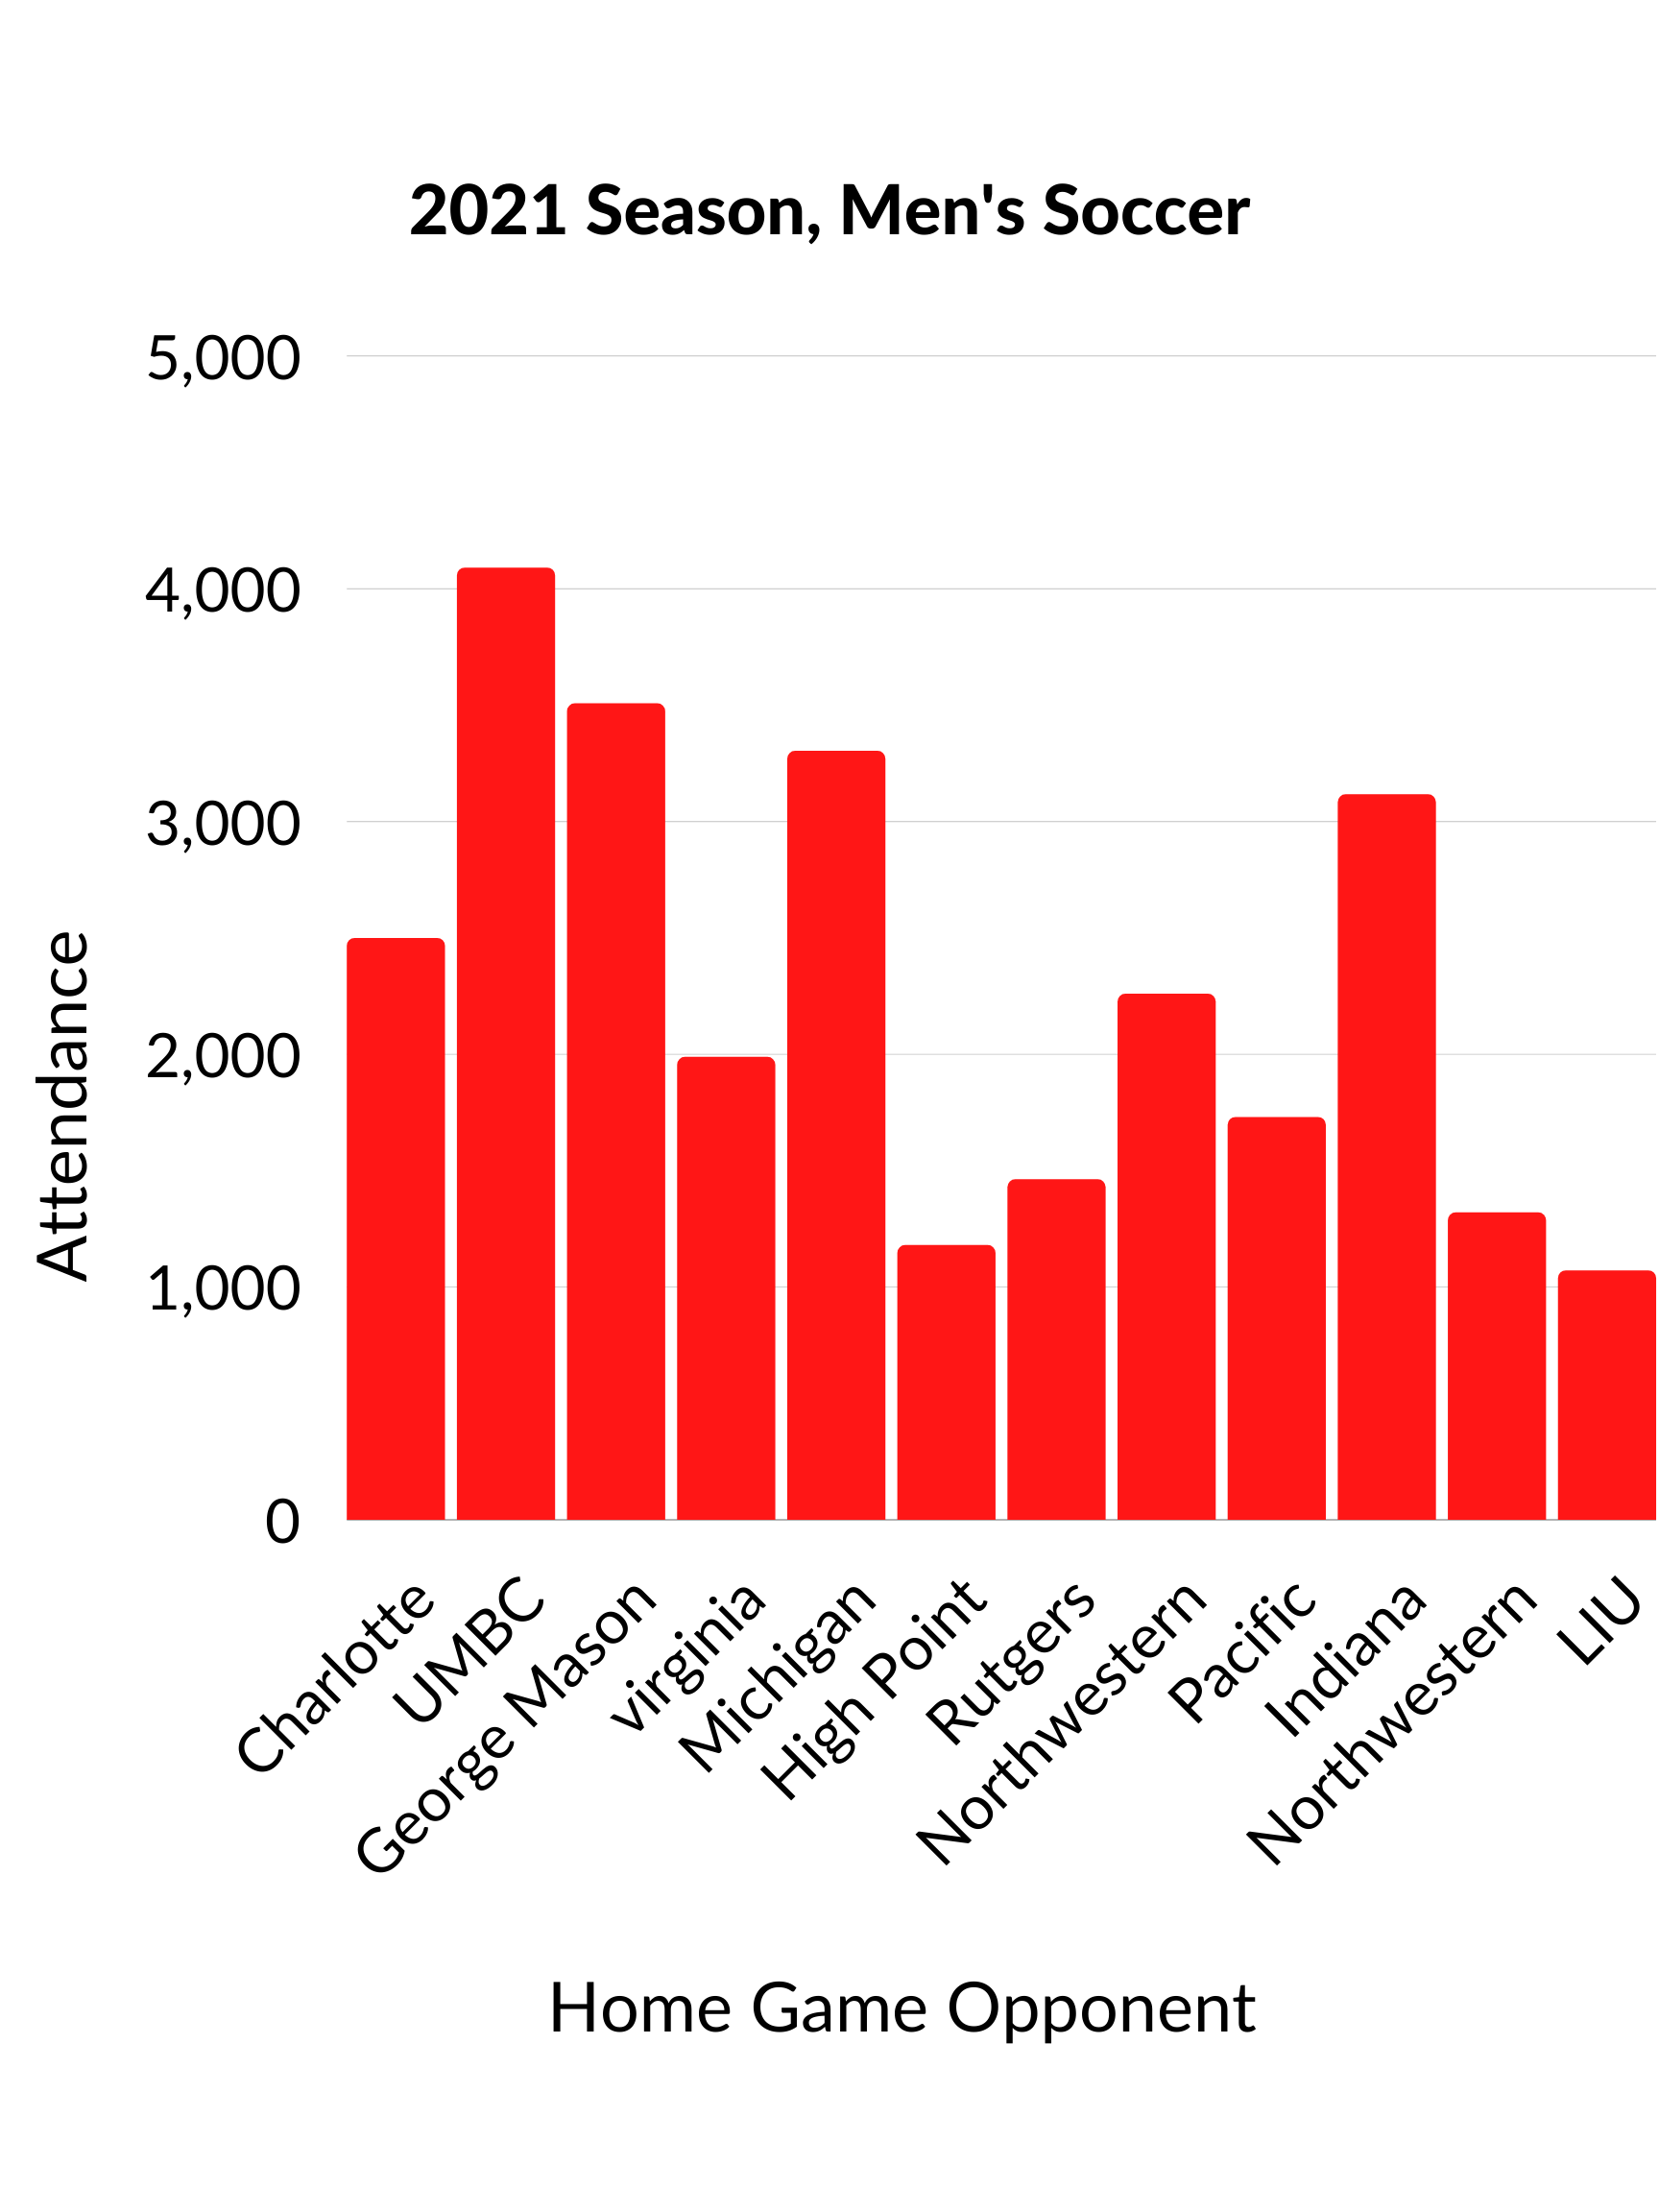 2021 Season, Men's Soccer
5,000
4,000
3,000
2,000
1,000
0
Attendance
Charlotte
UMBC
George Mason
virginia
Michigan
High Point
Rutgers
Northwestern
Pacific
Indiana
Northwestern
LIU
Home Game Opponent